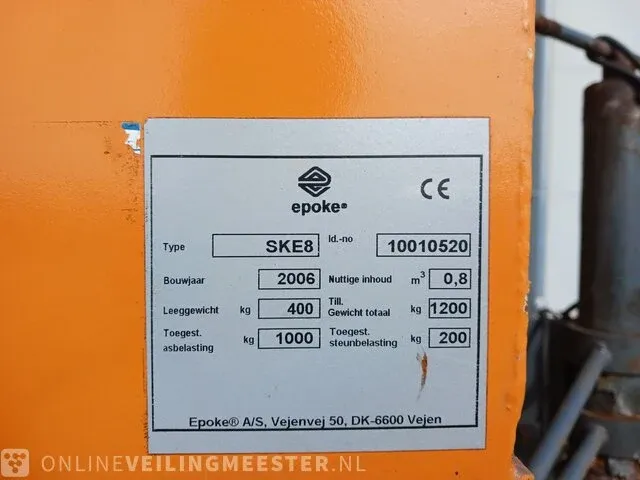 epoke®
CE
Type SKE8 Id.-no 10010520
Bouwjaar 2006 Nuttige inhoud m³ 0,8
Leeggewicht kg 400 Till. Gewicht totaal kg 1200
Toegest. asbelasting kg 1000 Toegest. steunbelasting kg 200
Epoke® A/S, Vejenvej 50, DK-6600 Vejen
ONLINEVEILINGMEESTER.NL